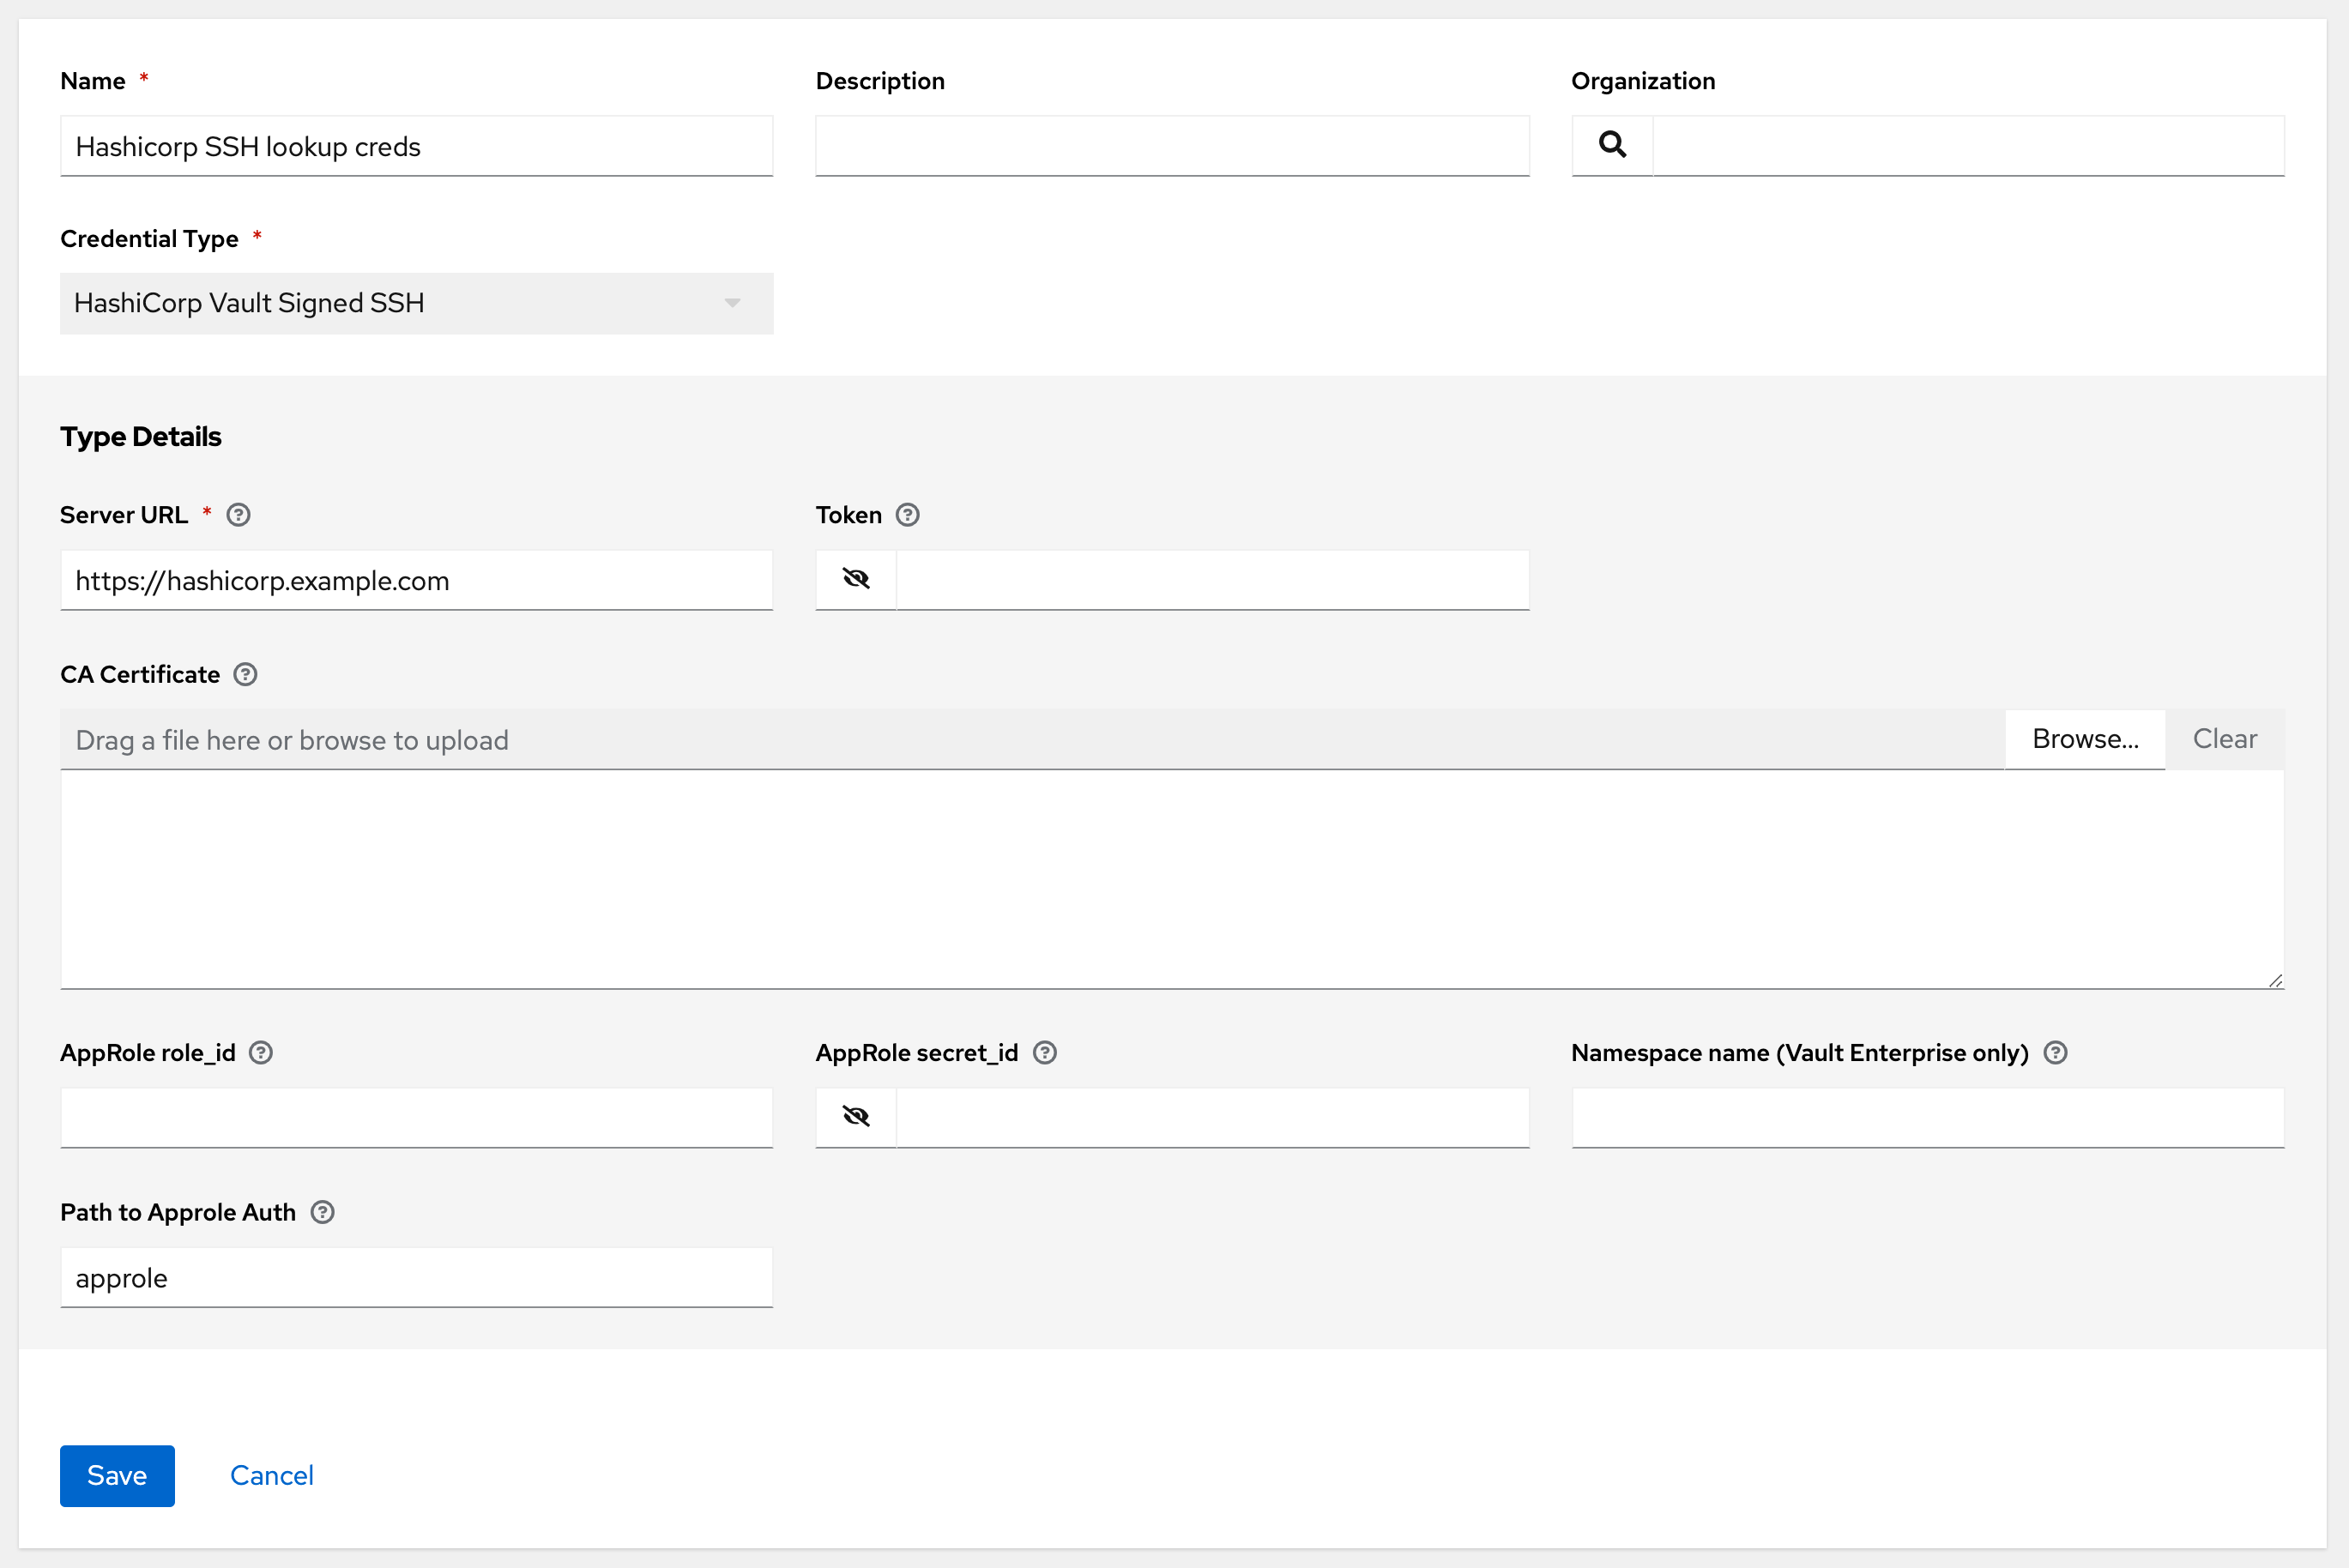 Name *
Description
Organization
Hashicorp SSH lookup creds
Credential Type *
HashiCorp Vault Signed SSH
Type Details
Server URL *
Token
https://hashicorp.example.com
CA Certificate
Drag a file here or browse to upload
Browse...
Clear
AppRole role_id
AppRole secret_id
Namespace name (Vault Enterprise only)
Path to Approle Auth
approle
Save
Cancel